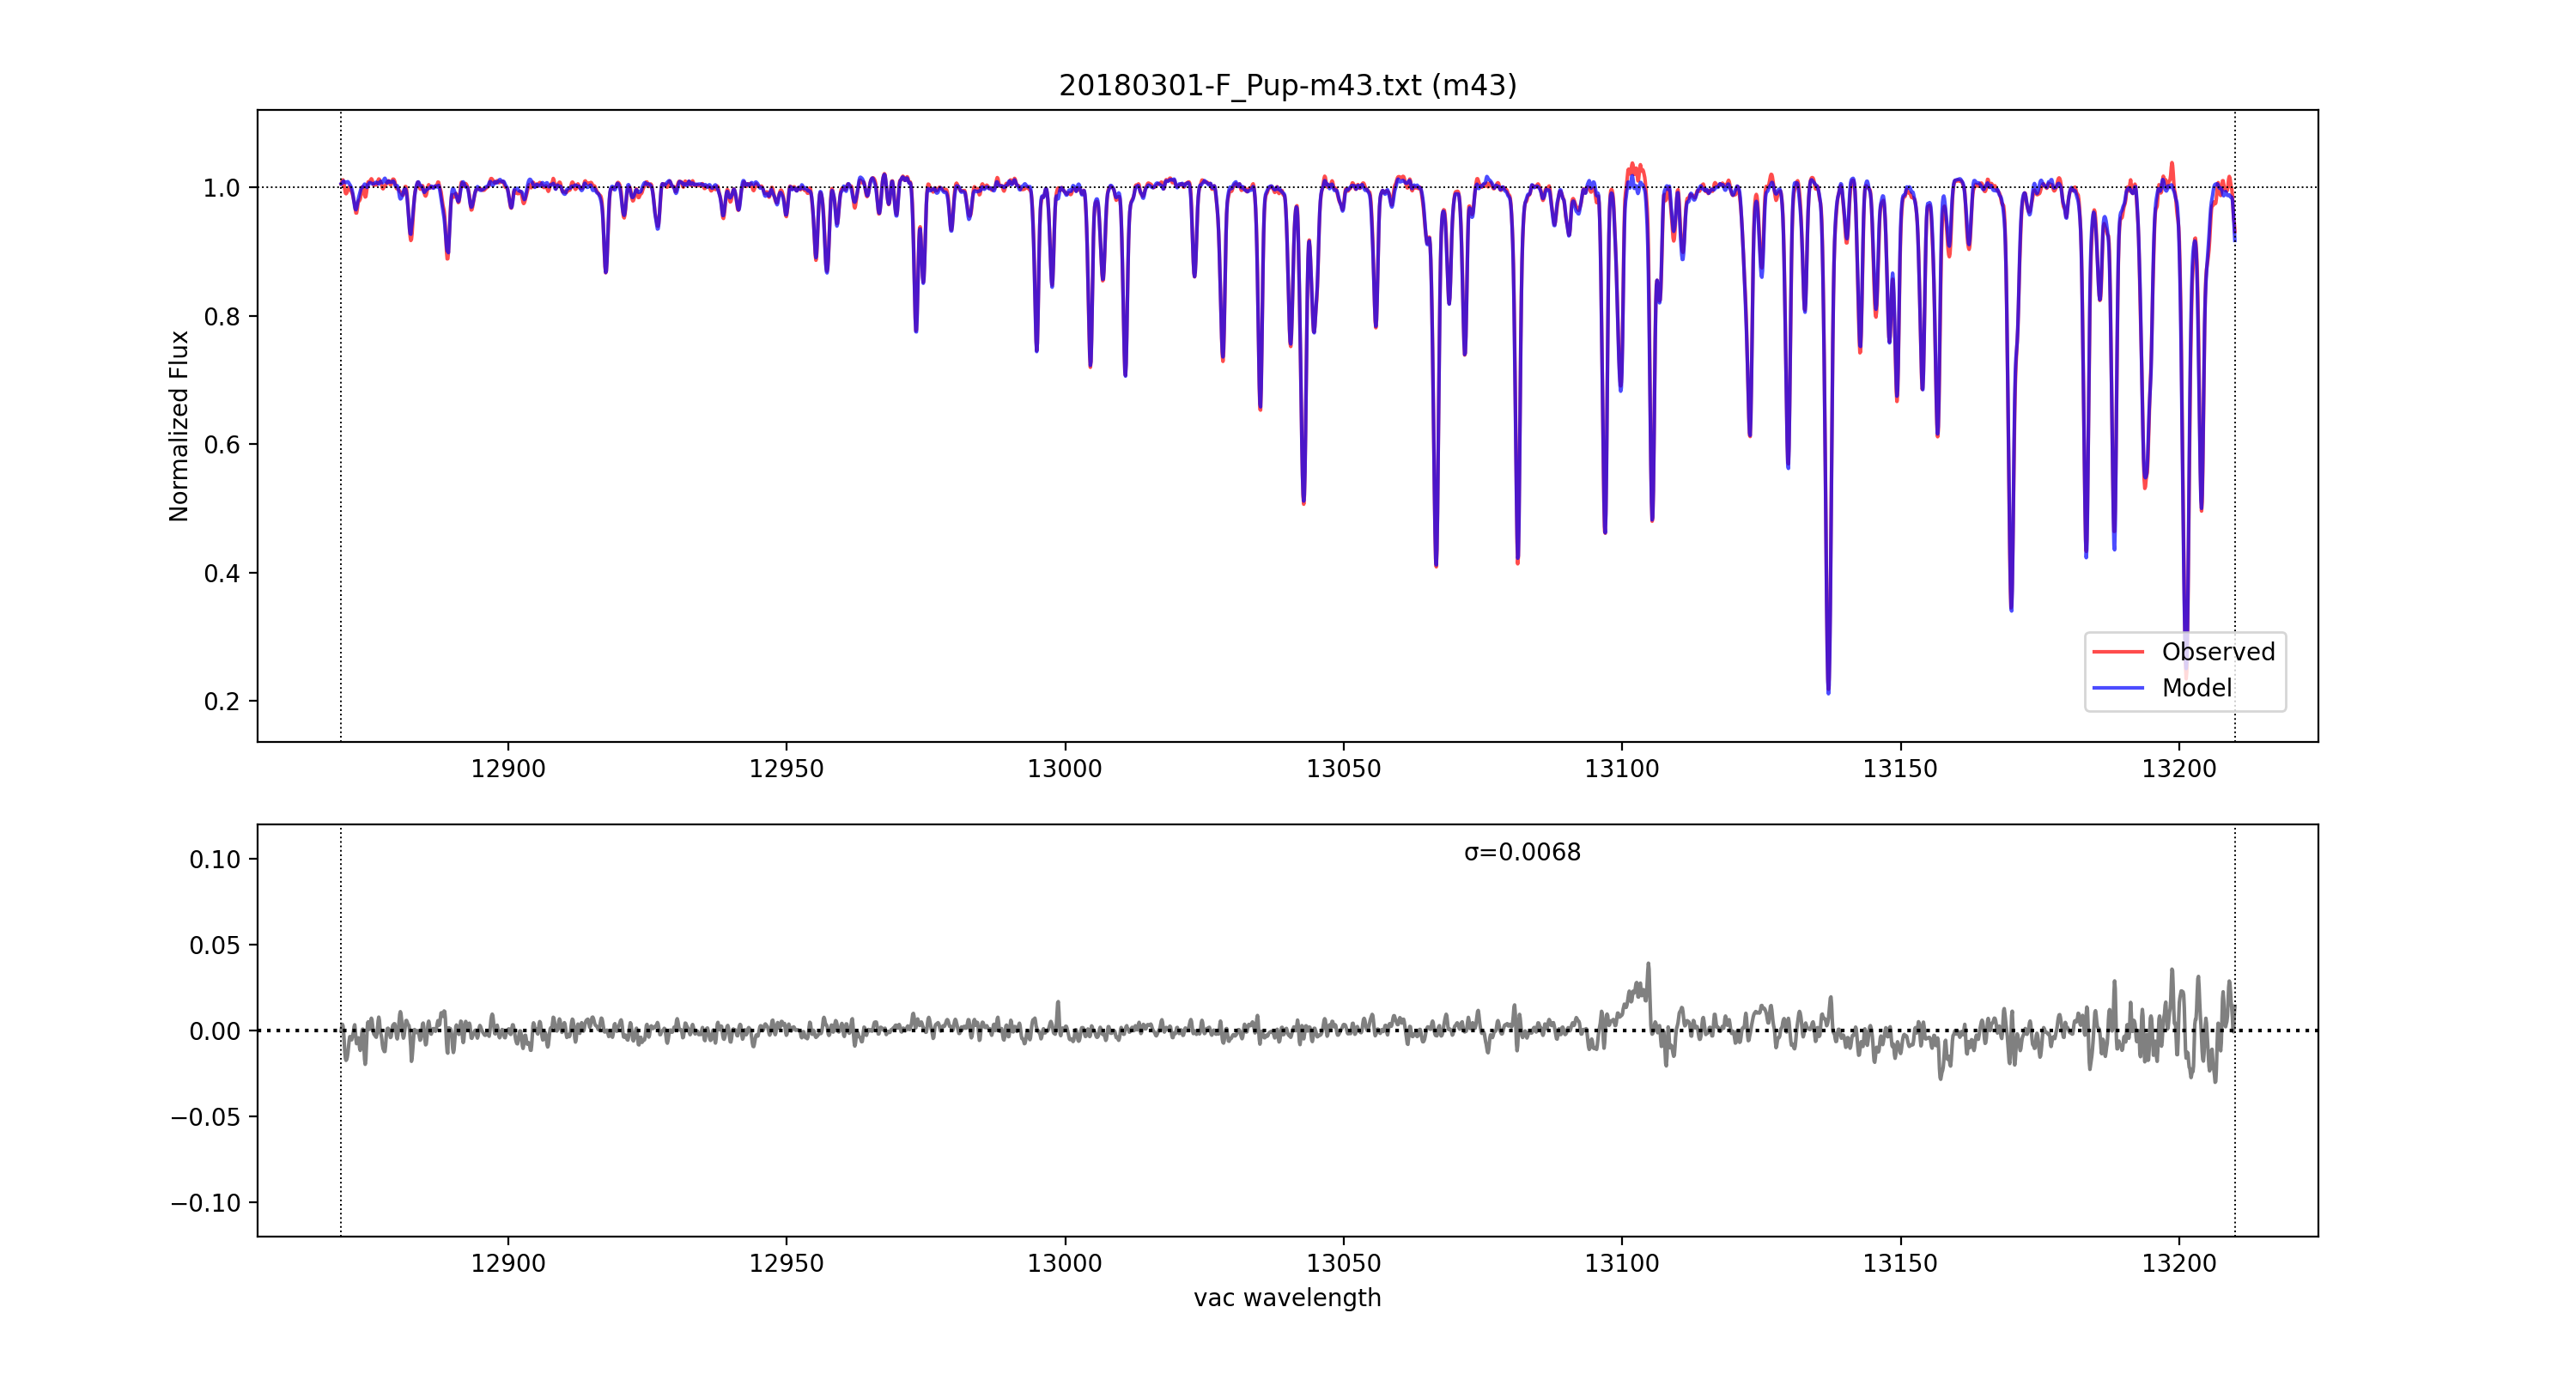 20180301-F_Pup-m43.txt (m43)
Normalized Flux
1.0
0.8
0.6
0.4
0.2
Observed
Model
12900 12950 13000 13050 13100 13150 13200
σ=0.0068
0.10
0.05
0.00
−0.05
−0.10
12900 12950 13000 13050 13100 13150 13200
vac wavelength